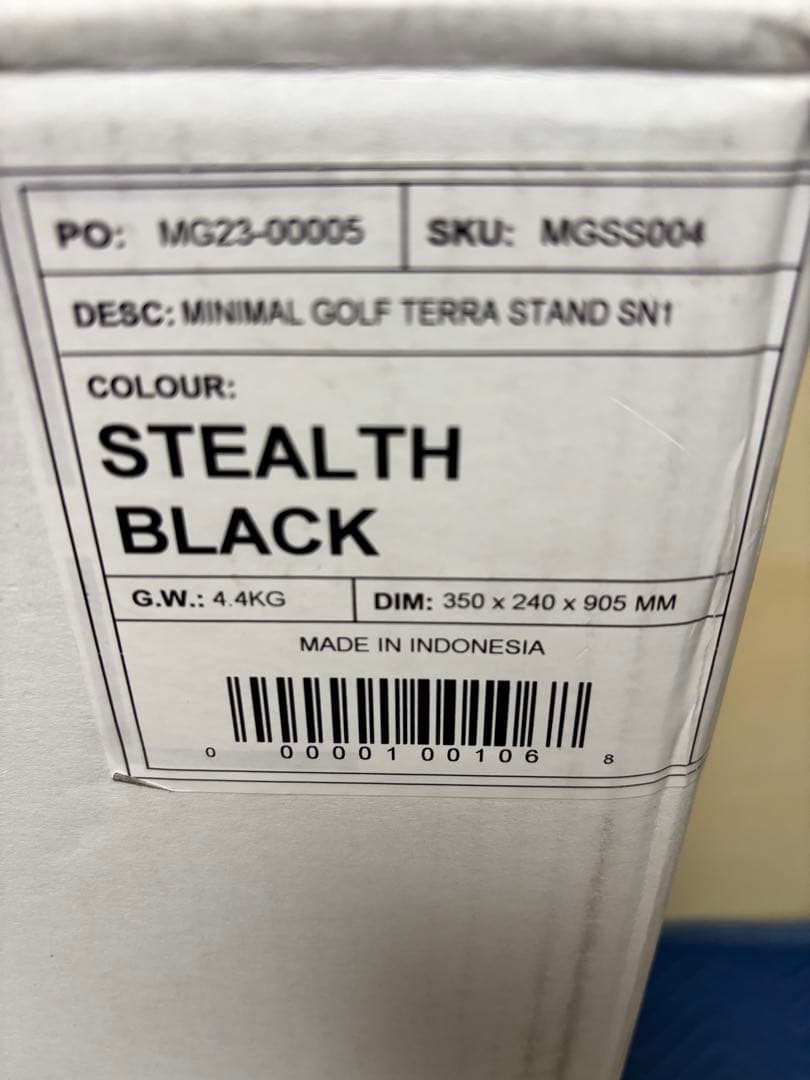 PO: MG23-00005 SKU: MGSS004
DESC: MINIMAL GOLF TERRA STAND SN1
COLOUR:
STEALTH
BLACK
G.W.: 4.4KG DIM: 350 x 240 x 905 MM
MADE IN INDONESIA
0 00001 00106 8